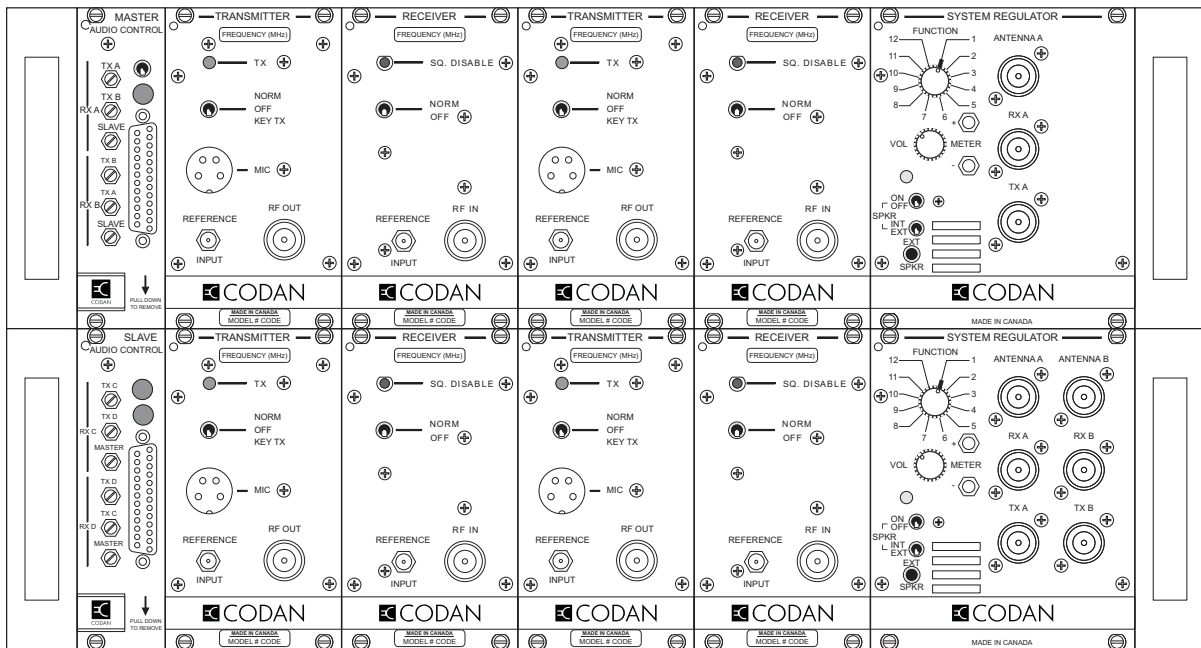 MASTER
AUDIO CONTROL
TX A
TX B
RX A
SLAVE
TX B
TX A
RX B
SLAVE
CODAN
PULL DOWN
TO REMOVE
TRANSMITTER
FREQUENCY (MHz)
TX
NORM
OFF
KEY TX
MIC
REFERENCE
RF OUT
INPUT
CODAN
MADE IN CANADA
MODEL # CODE
RECEIVER
FREQUENCY (MHz)
SQ. DISABLE
NORM
OFF
REFERENCE
RF IN
INPUT
CODAN
MADE IN CANADA
MODEL # CODE
TRANSMITTER
FREQUENCY (MHz)
TX
NORM
OFF
KEY TX
MIC
REFERENCE
RF OUT
INPUT
CODAN
MADE IN CANADA
MODEL # CODE
RECEIVER
FREQUENCY (MHz)
SQ. DISABLE
NORM
OFF
REFERENCE
RF IN
INPUT
CODAN
MADE IN CANADA
MODEL # CODE
SYSTEM REGULATOR
FUNCTION
12 1
11 2
10 3
9 4
8 5
7 6
ANTENNA A
+
VOL METER
-
RX A
ON
OFF
SPKR
INT
EXT
EXT
SPKR
TX A
CODAN
MADE IN CANADA
SLAVE
AUDIO CONTROL
TX C
TX D
RX C
MASTER
TX D
TX C
RX D
MASTER
CODAN
PULL DOWN
TO REMOVE
TRANSMITTER
FREQUENCY (MHz)
TX
NORM
OFF
KEY TX
MIC
REFERENCE
RF OUT
INPUT
CODAN
MADE IN CANADA
MODEL # CODE
RECEIVER
FREQUENCY (MHz)
SQ. DISABLE
NORM
OFF
REFERENCE
RF IN
INPUT
CODAN
MADE IN CANADA
MODEL # CODE
TRANSMITTER
FREQUENCY (MHz)
TX
NORM
OFF
KEY TX
MIC
REFERENCE
RF OUT
INPUT
CODAN
MADE IN CANADA
MODEL # CODE
RECEIVER
FREQUENCY (MHz)
SQ. DISABLE
NORM
OFF
REFERENCE
RF IN
INPUT
CODAN
MADE IN CANADA
MODEL # CODE
SYSTEM REGULATOR
FUNCTION
12 1
11 2
10 3
9 4
8 5
7 6
ANTENNA A ANTENNA B
+
VOL METER
-
RX A RX B
ON
OFF
SPKR
INT
EXT
EXT
SPKR
TX A TX B
CODAN
MADE IN CANADA